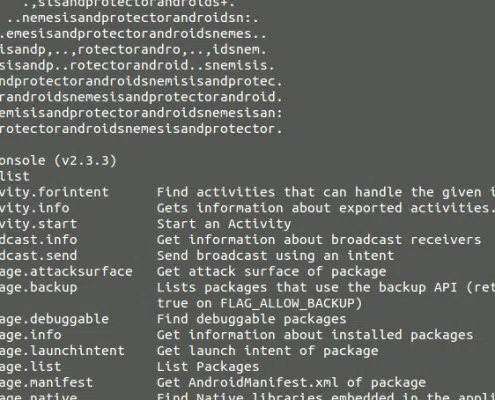 .,sisandprotectorandroids+.
..nemesisandprotectorandroidsn:.
.emesisandprotectorandroidsnemes..
isandp,..,rotectorandro,..,idsnem.
isisandp..rotectorandroid..snemisis.
ndprotectorandroidsnemisisandprotec.
randroidsnemesisandprotectorandroid.
emisisandprotectorandroidsnemesisan:
rotectorandroidsnemesisandprotector.
onsole (v2.3.3)
list
vity.forintent Find activities that can handle the given i
vity.info Gets information about exported activities.
vity.start Start an Activity
dcast.info Get information about broadcast receivers
dcast.send Send broadcast using an intent
age.attacksurface Get attack surface of package
age.backup Lists packages that use the backup API (ret
true on FLAG_ALLOW_BACKUP)
age.debuggable Find debuggable packages
age.info Get information about installed packages
age.launchintent Get launch intent of package
age.list List Packages
age.manifest Get AndroidManifest.xml of package
age.native Find Native libraries embedded in the appli